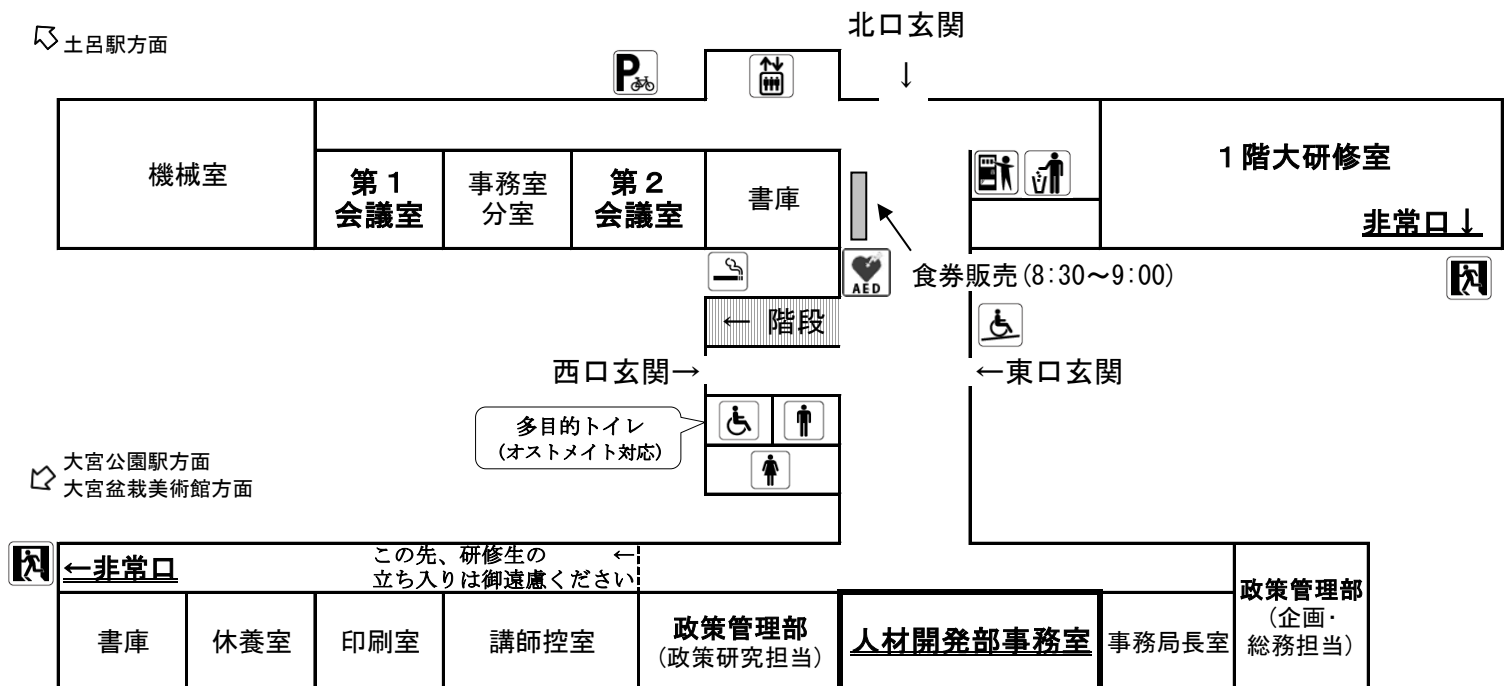 北口玄関
↓
土呂駅方面
P
機械室
第1
会議室
事務室
分室
第2
会議室
書庫
1階大研修室
非常口↓
AED
食券販売(8:30～9:00)
← 階段
西口玄関→
←東口玄関
多目的トイレ
(オストメイト対応)
大宮公園駅方面
大宮盆栽美術館方面
←非常口
この先、研修生の ←
立ち入りは御遠慮ください
書庫
休養室
印刷室
講師控室
政策管理部
(政策研究担当)
人材開発部事務室
事務局長室
政策管理部
(企画・
総務担当)